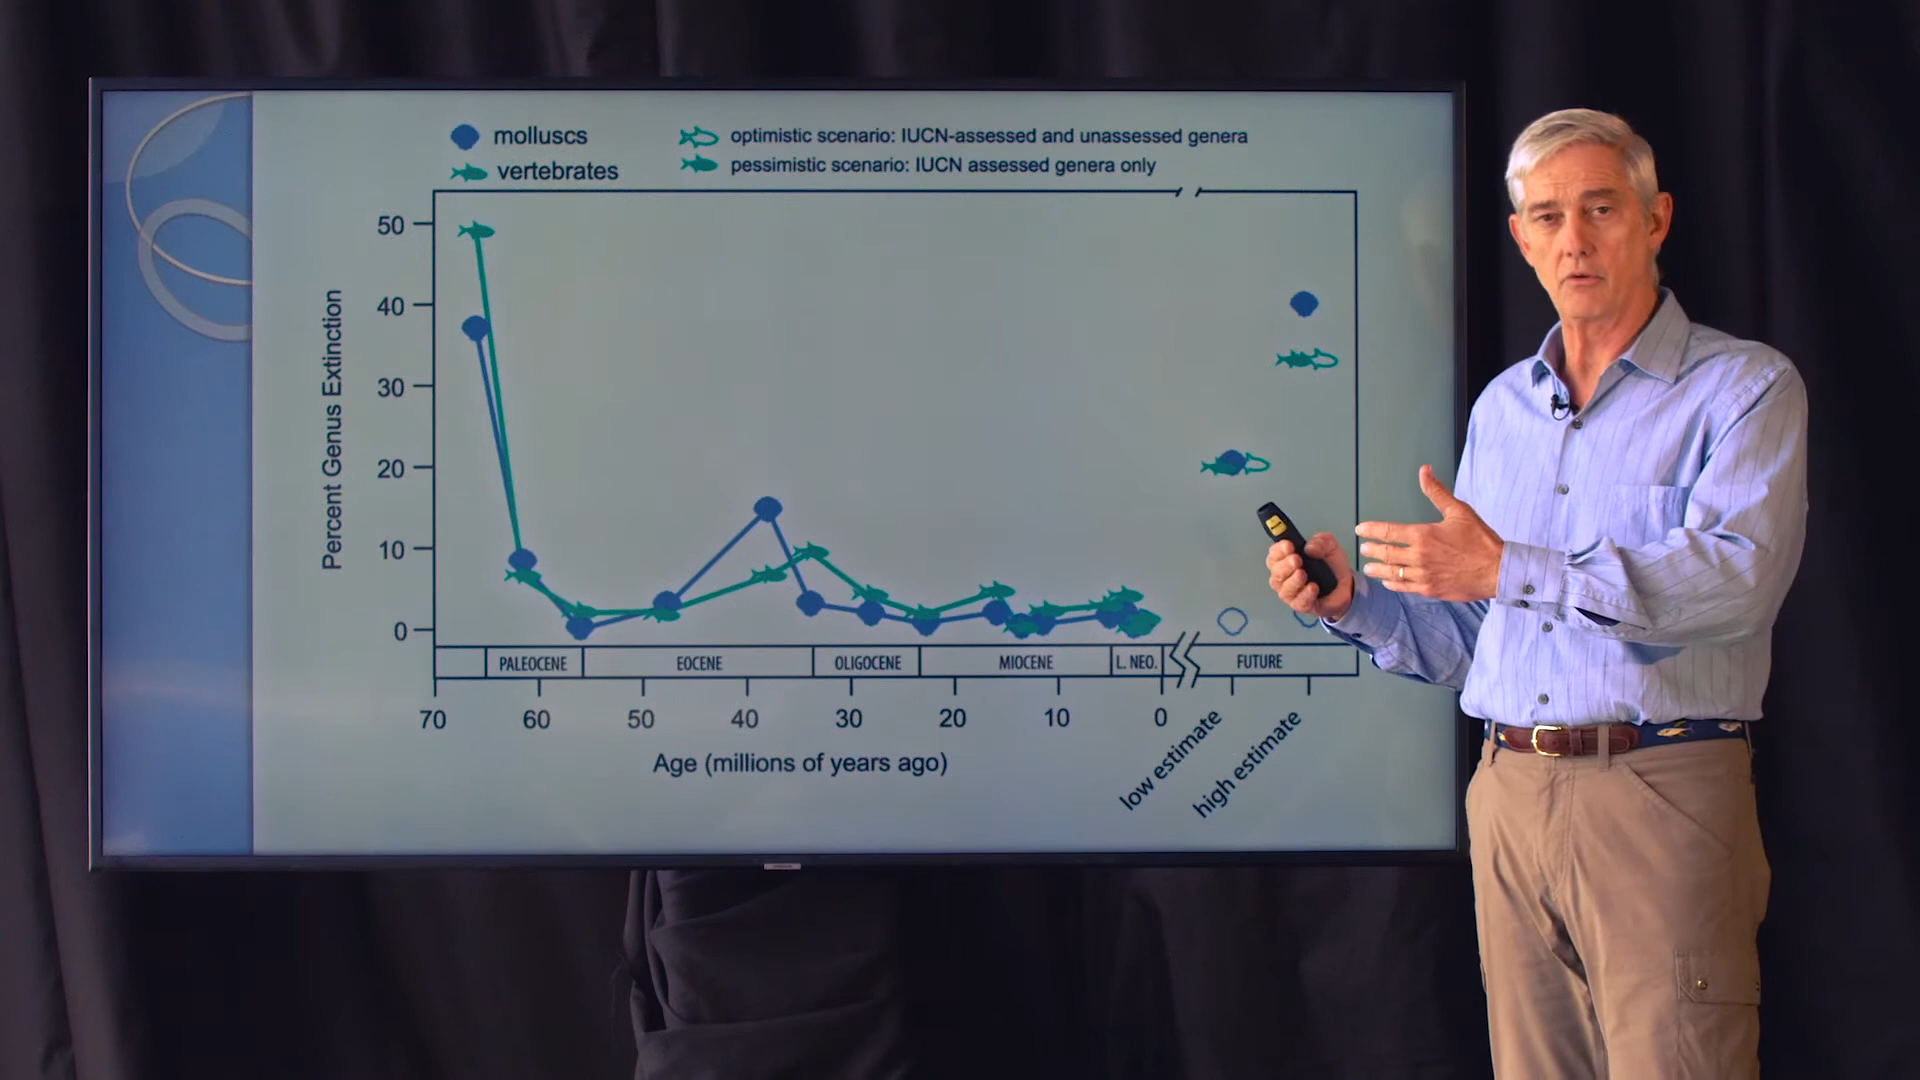 molluscs
vertebrates
optimistic scenario: IUCN-assessed and unassessed genera
pessimistic scenario: IUCN assessed genera only
Percent Genus Extinction
50
40
30
20
10
0
PALEOCENE
EOCENE
OLIGOCENE
MIOCENE
L. NEO.
FUTURE
70
60
50
40
30
20
10
0
low estimate
high estimate
Age (millions of years ago)